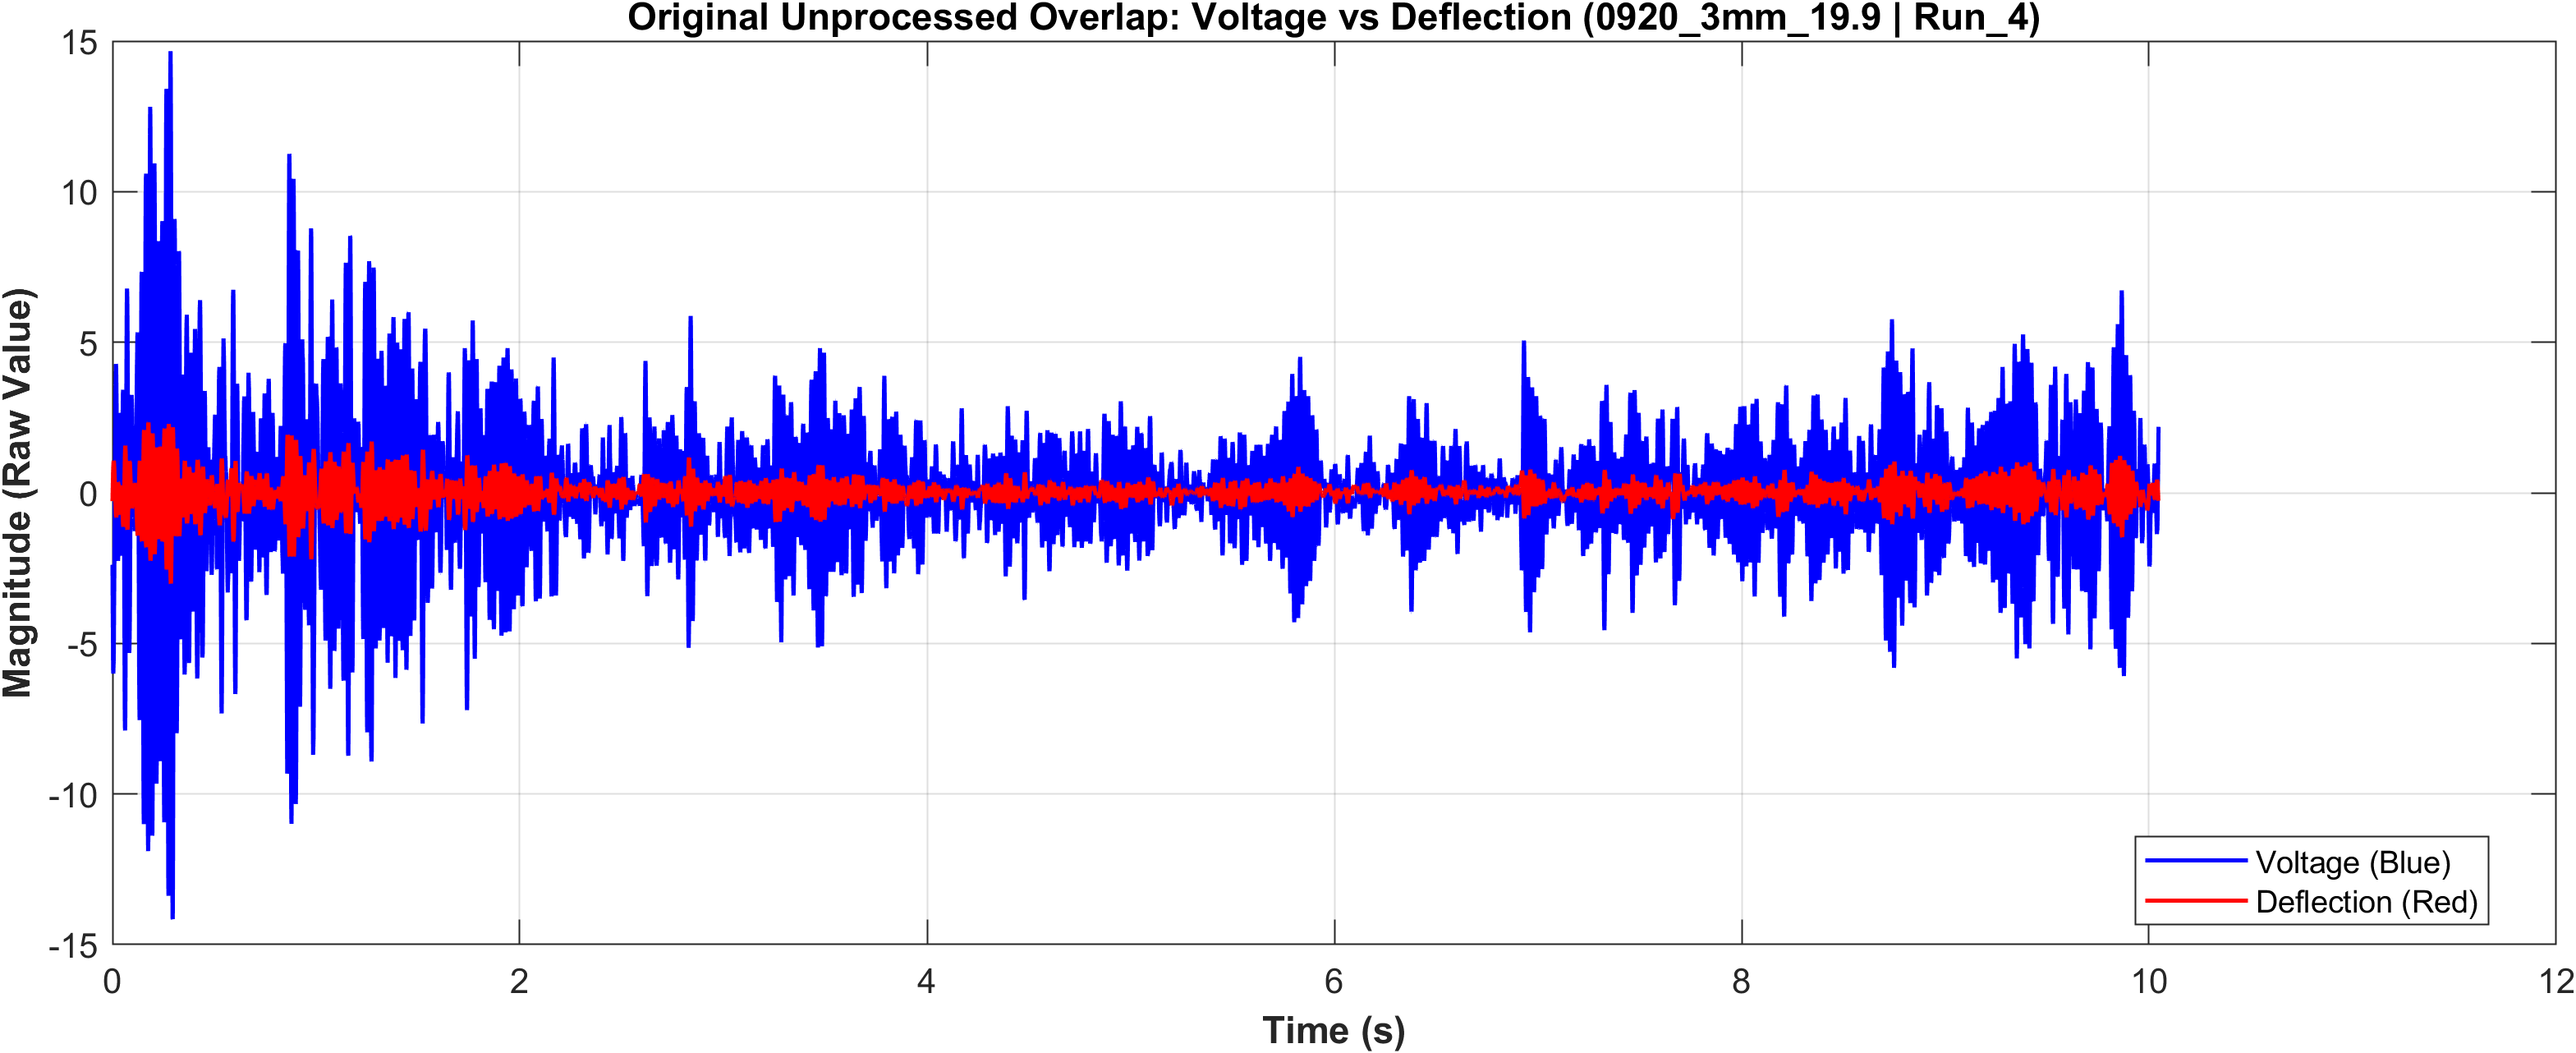 Original Unprocessed Overlap: Voltage vs Deflection (0920_3mm_19.9 | Run_4)
Magnitude (Raw Value)
15
10
5
0
-5
-10
-15
0 2 4 6 8 10 12
Time (s)
Voltage (Blue)
Deflection (Red)